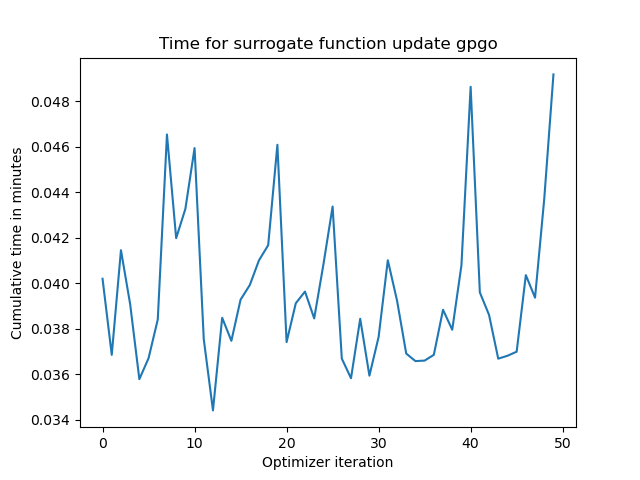 Time for surrogate function update gpgo
Cumulative time in minutes
0.048
0.046
0.044
0.042
0.040
0.038
0.036
0.034
0 10 20 30 40 50
Optimizer iteration